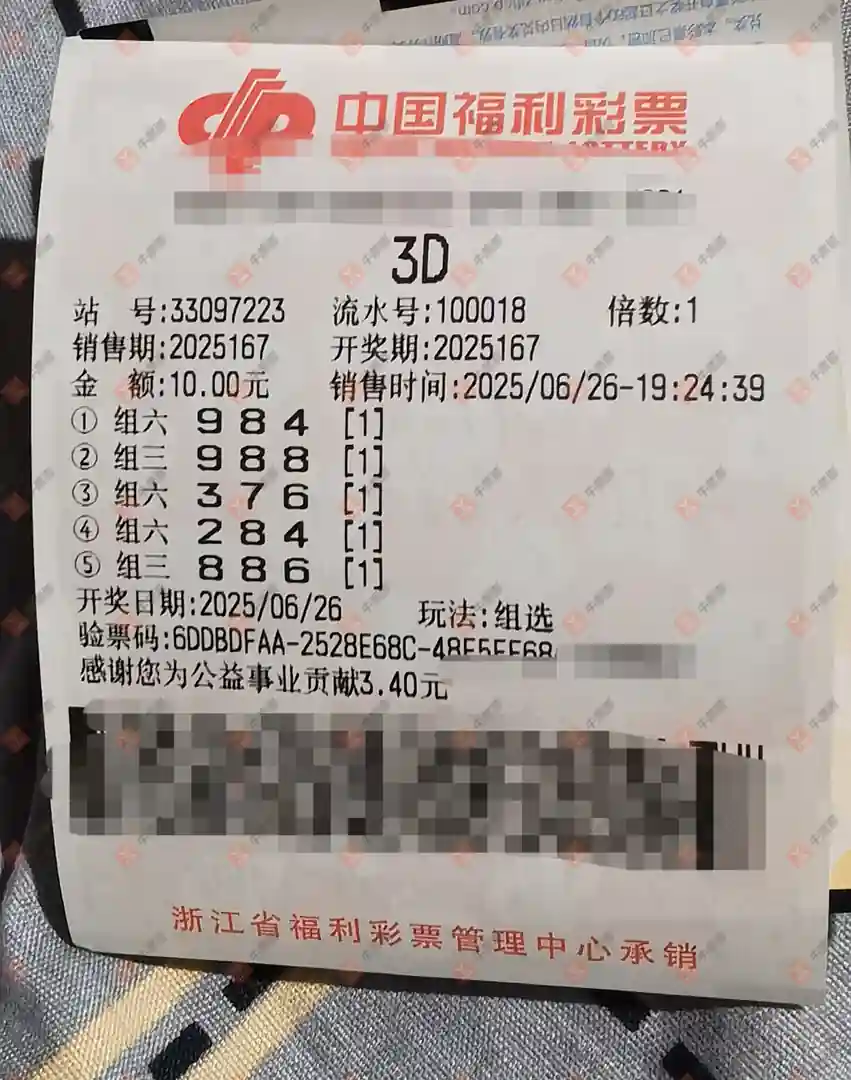 中国福利彩票
3D
站 号:33097223 流水号:100018 倍数:1
销售期:2025167 开奖期:2025167
金 额:10.00元 销售时间:2025/06/26-19:24:39
① 组六 9 8 4 [1]
② 组三 9 8 8 [1]
③ 组六 3 7 6 [1]
④ 组六 2 8 4 [1]
⑤ 组三 8 8 6 [1]
开奖日期:2025/06/26 玩法:组选
验票码:6DDBDFAA-2528E68C-48F5FF68
感谢您为公益事业贡献3.40元
浙江省福利彩票管理中心承销